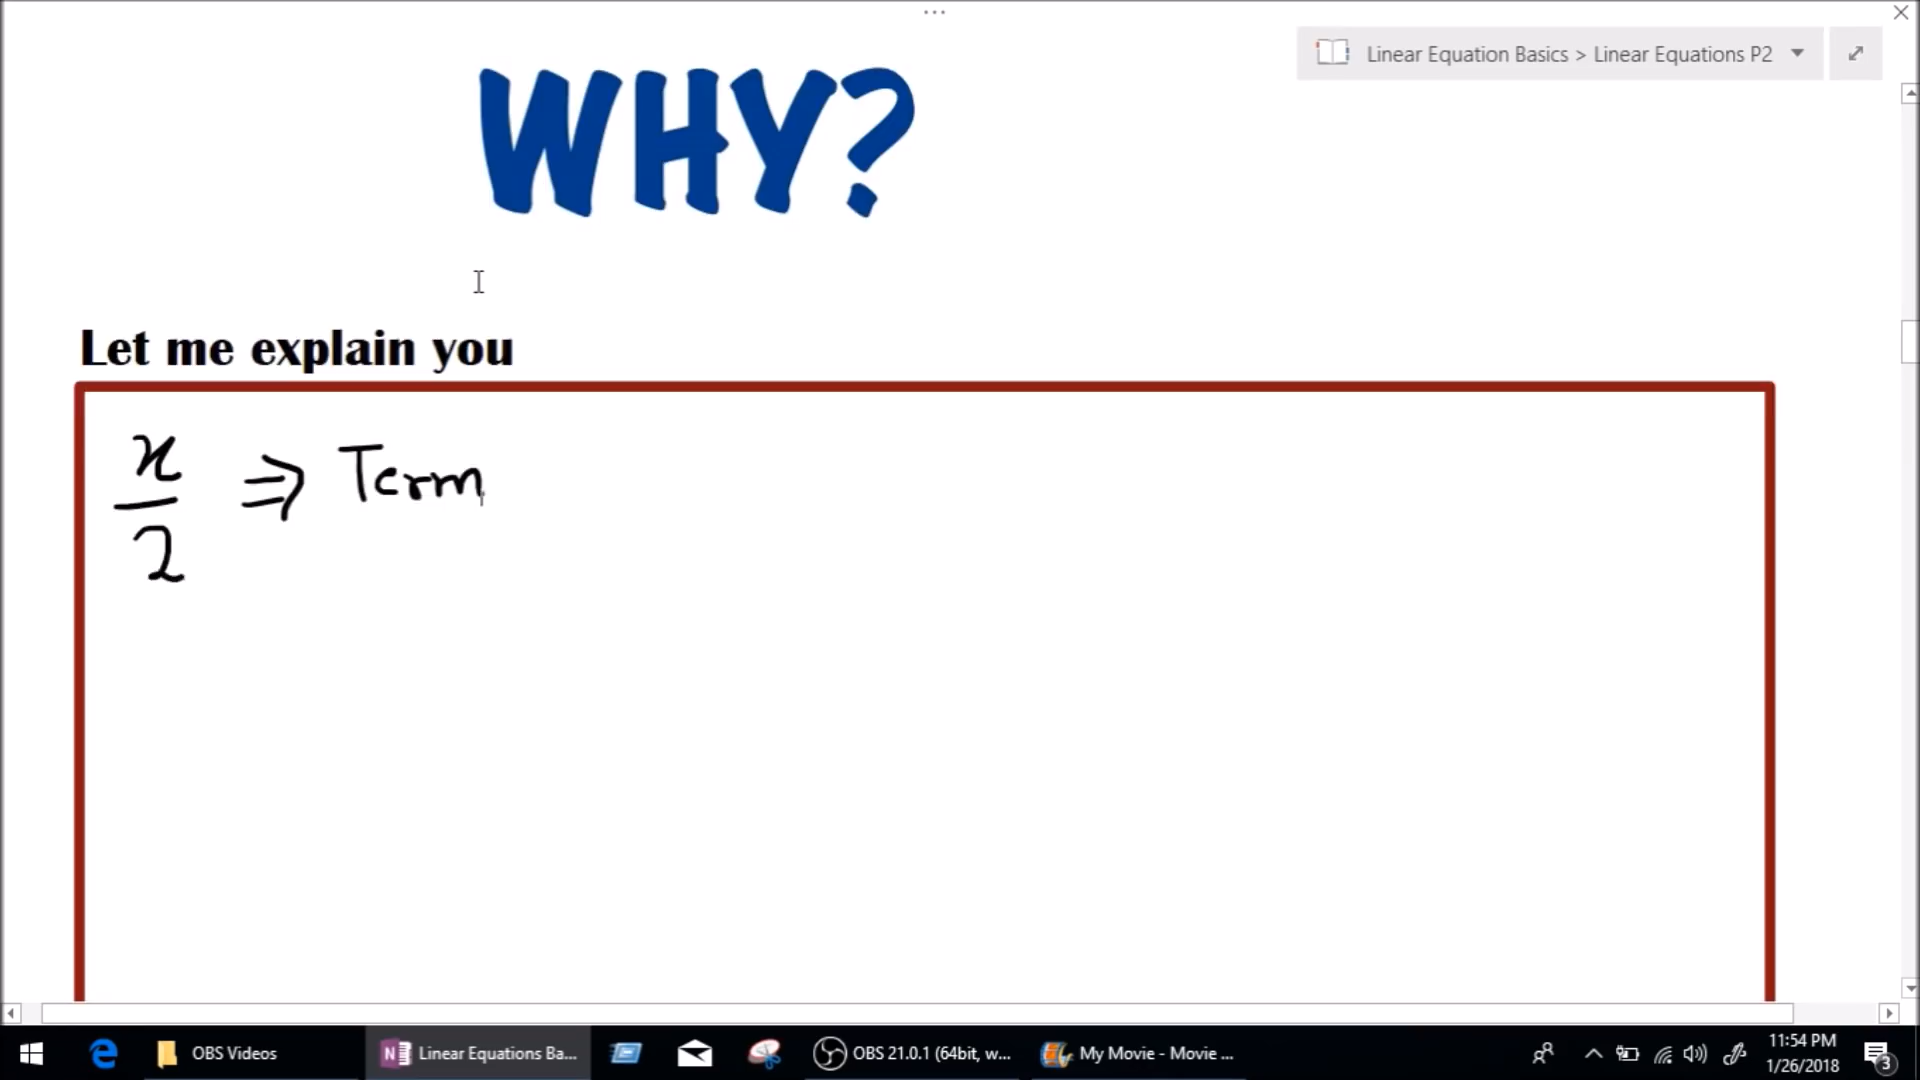 Linear Equation Basics > Linear Equations P2
WHY?
Let me explain you
x/2 ⇒ Term
OBS Videos
Linear Equations Ba...
OBS 21.0.1 (64bit, w...
My Movie - Movie ...
11:54 PM
1/26/2018
3